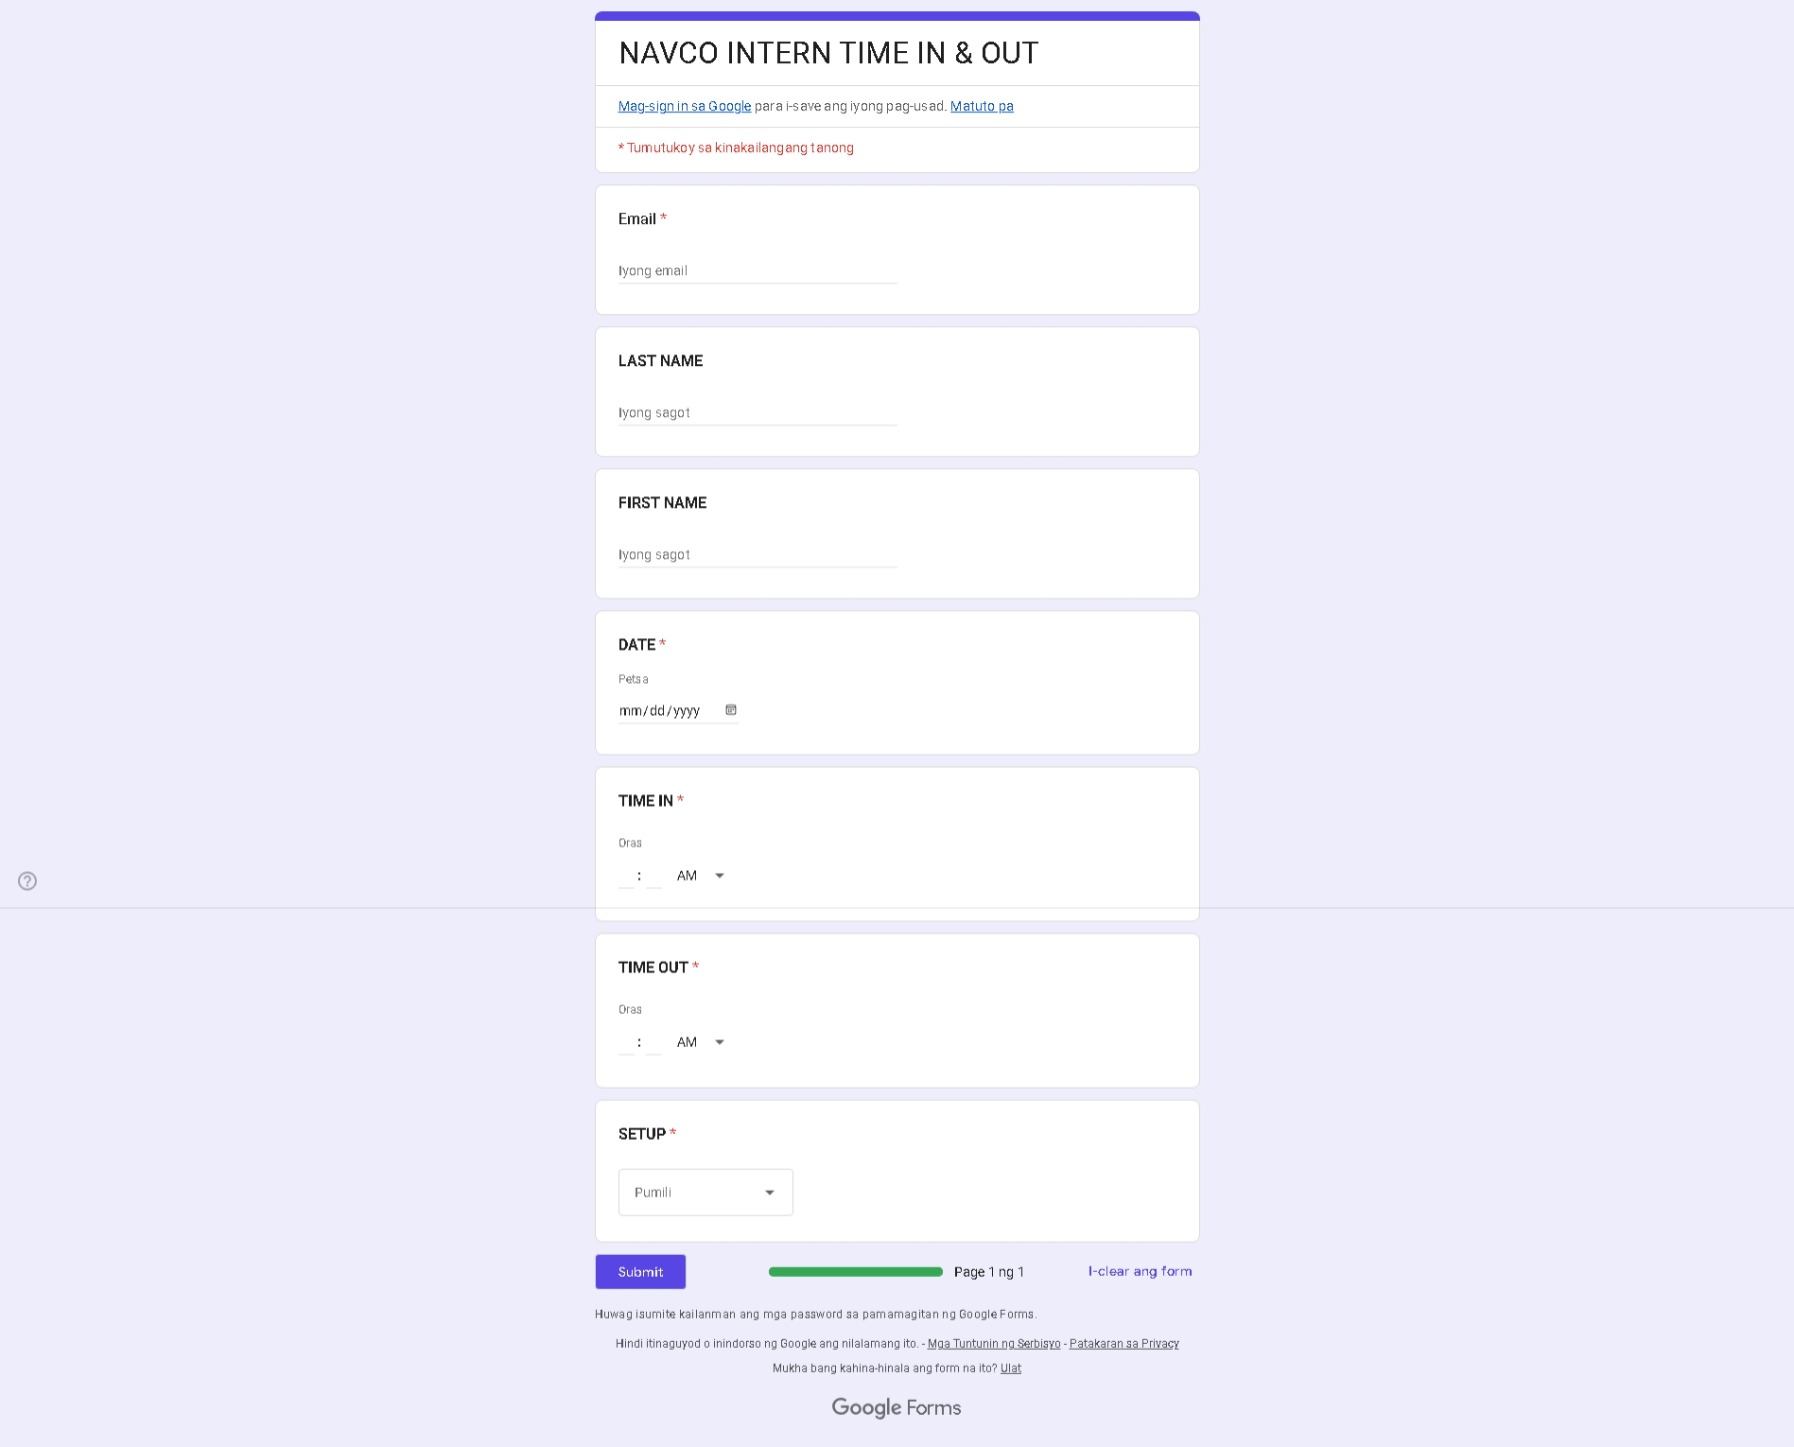 NAVCO INTERN TIME IN & OUT
Mag-sign in sa Google para i-save ang iyong pag-usad. Matuto pa
* Tumutukoy sa kinakailangang tanong
Email *
Iyong email
LAST NAME
Iyong sagot
FIRST NAME
Iyong sagot
DATE *
Petsa
mm/dd/yyyy
TIME IN *
Oras
: AM
TIME OUT *
Oras
: AM
SETUP *
Pumili
Submit
Page 1 ng 1
I-clear ang form
Huwag isumite kailanman ang mga password sa pamamagitan ng Google Forms.
Hindi itinaguyod o inindorso ng Google ang nilalamang ito. - Mga Tuntunin ng Serbisyo - Patakaran sa Privacy
Mukha bang kahina-hinala ang form na ito? Ulat
Google Forms